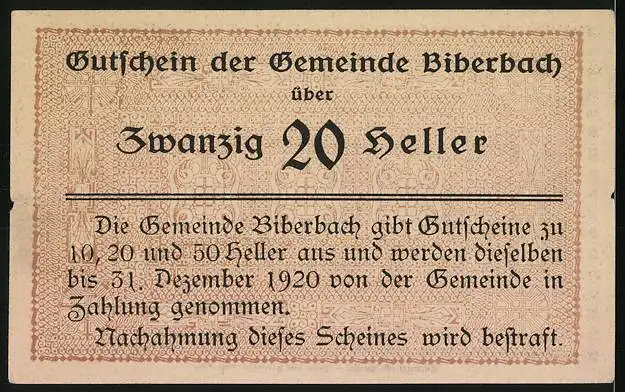 Gutschein der Gemeinde Biberbach
über
Zwanzig 20 Heller
Die Gemeinde Biberbach gibt Gutscheine zu
10, 20 und 50 Heller aus und werden dieselben
bis 31. Dezember 1920 von der Gemeinde in
Zahlung genommen.
Nachahmung dieses Scheines wird bestraft.